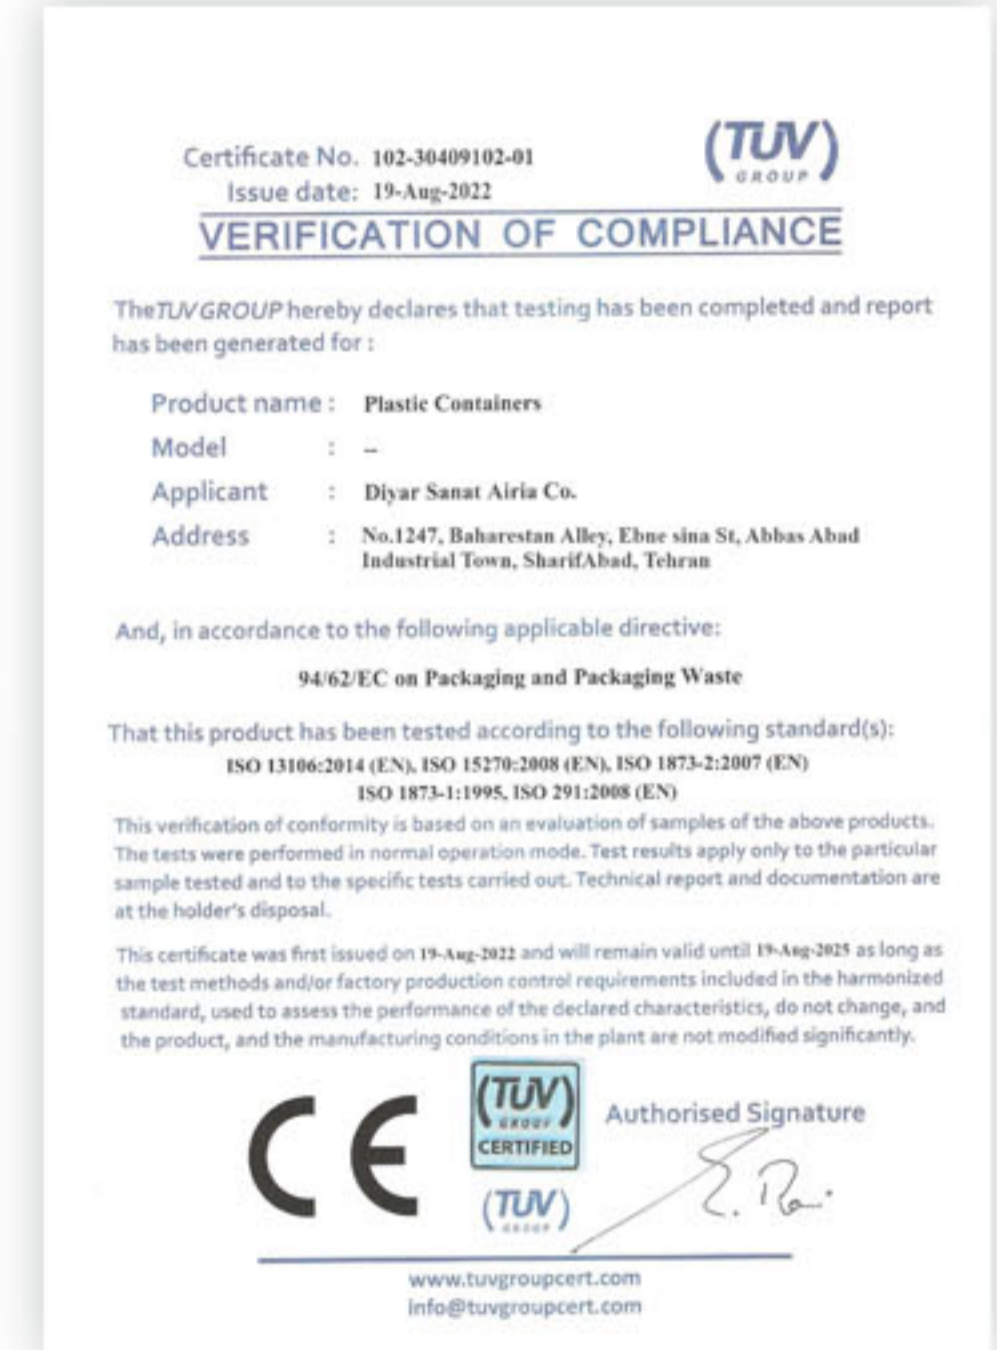 (TUV)
GROUP
Certificate No. 102-30409102-01
Issue date: 19-Aug-2022
VERIFICATION OF COMPLIANCE
TheTUVGROUP hereby declares that testing has been completed and report
has been generated for :
Product name : Plastic Containers
Model : --
Applicant : Diyar Sanat Airia Co.
Address : No.1247, Baharestan Alley, Ebne sina St, Abbas Abad
Industrial Town, SharifAbad, Tehran
And, in accordance to the following applicable directive:
94/62/EC on Packaging and Packaging Waste
That this product has been tested according to the following standard(s):
ISO 13106:2014 (EN), ISO 15270:2008 (EN), ISO 1873-2:2007 (EN)
ISO 1873-1:1995, ISO 291:2008 (EN)
This verification of conformity is based on an evaluation of samples of the above products.
The tests were performed in normal operation mode. Test results apply only to the particular
sample tested and to the specific tests carried out. Technical report and documentation are
at the holder's disposal.
This certificate was first issued on 19-Aug-2022 and will remain valid until 19-Aug-2025 as long as
the test methods and/or factory production control requirements included in the harmonized
standard, used to assess the performance of the declared characteristics, do not change, and
the product, and the manufacturing conditions in the plant are not modified significantly.
CE
(TUV)
GROUP
CERTIFIED
(TUV)
GROUP
Authorised Signature
www.tuvgroupcert.com
info@tuvgroupcert.com